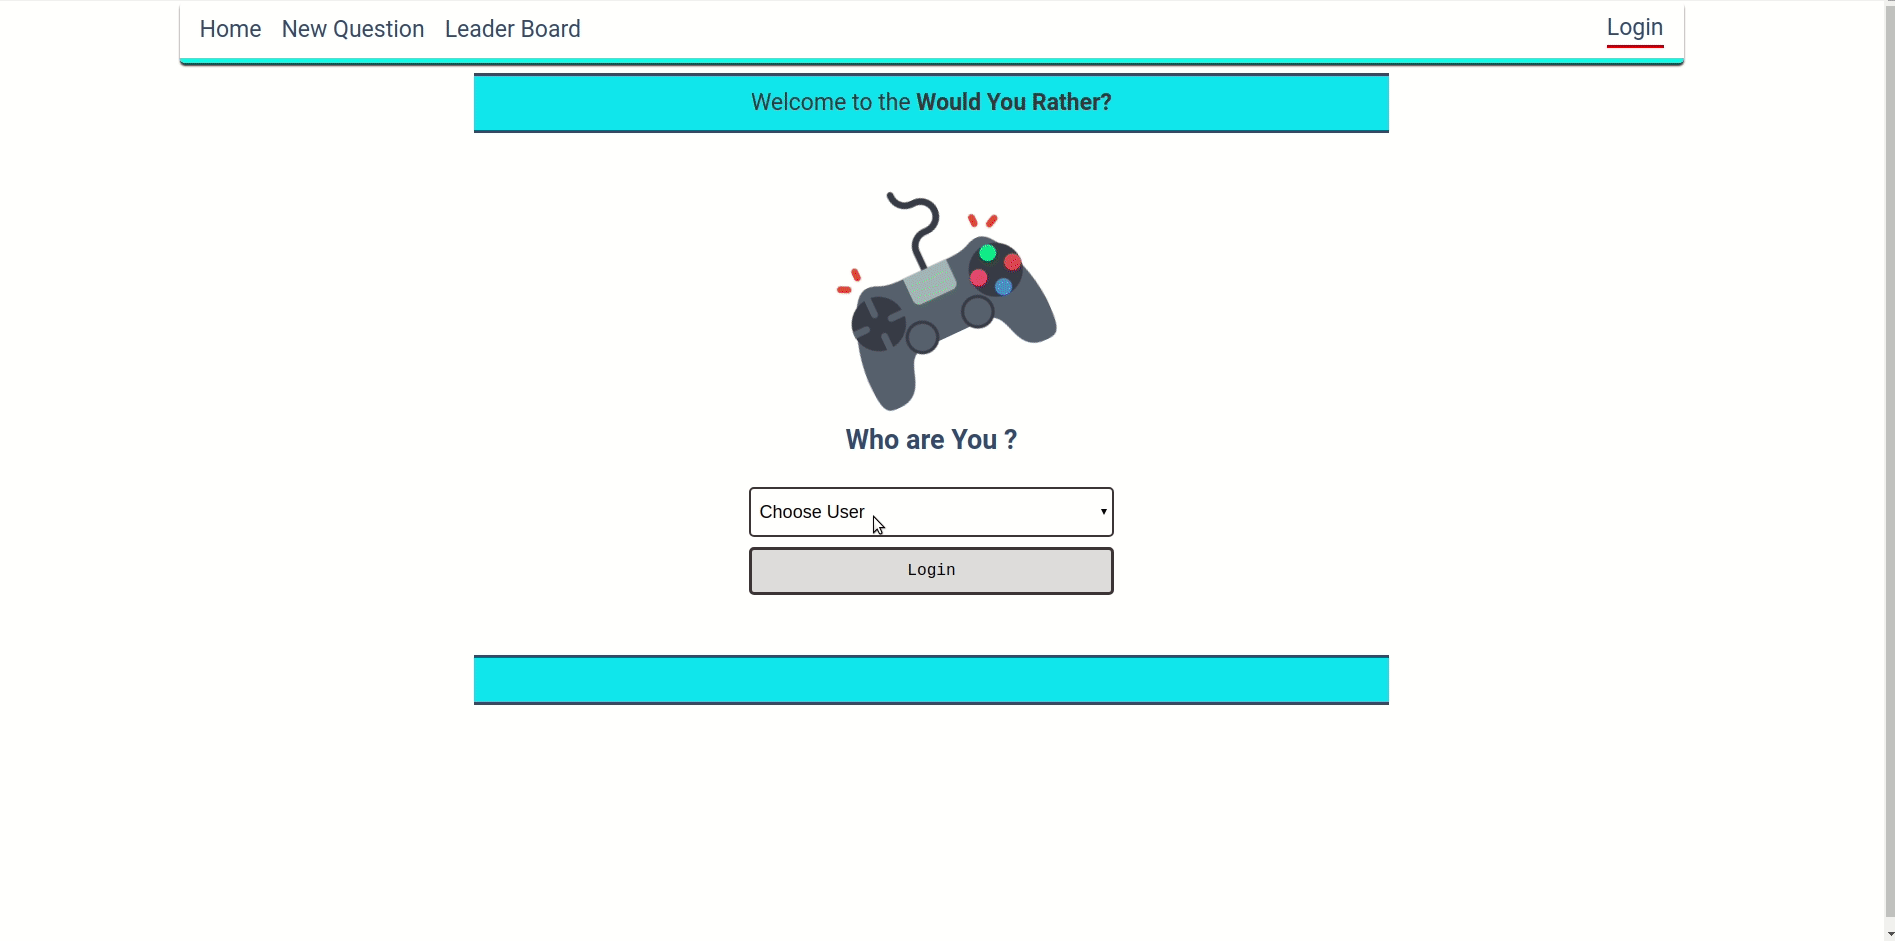 Home New Question Leader Board Login
Welcome to the Would You Rather?
Who are You ?
Choose User
Login